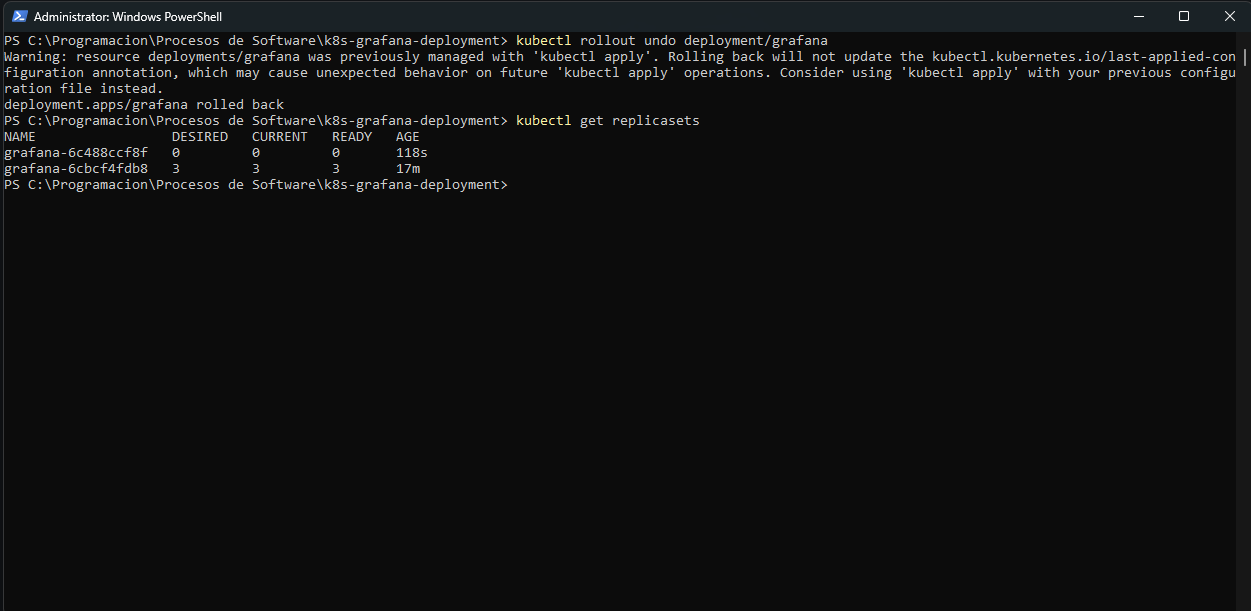 Administrator: Windows PowerShell
PS C:\Programacion\Procesos de Software\k8s-grafana-deployment> kubectl rollout undo deployment/grafana
Warning: resource deployments/grafana was previously managed with 'kubectl apply'. Rolling back will not update the kubectl.kubernetes.io/last-applied-con
figuration annotation, which may cause unexpected behavior on future 'kubectl apply' operations. Consider using 'kubectl apply' with your previous configu
ration file instead.
deployment.apps/grafana rolled back
PS C:\Programacion\Procesos de Software\k8s-grafana-deployment> kubectl get replicasets
NAME                 DESIRED   CURRENT   READY   AGE
grafana-6c488ccf8f   0         0         0       118s
grafana-6cbcf4fdb8   3         3         3       17m
PS C:\Programacion\Procesos de Software\k8s-grafana-deployment>